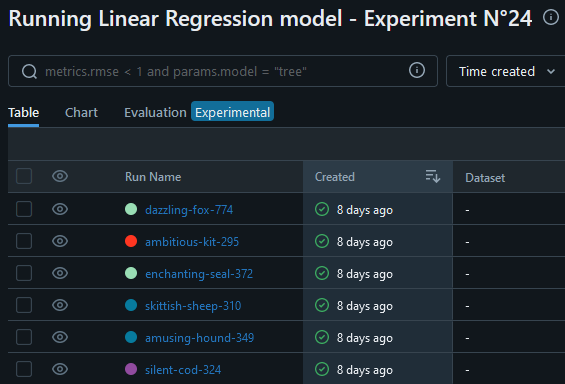 Running Linear Regression model - Experiment N°24
metrics.rmse < 1 and params.model = "tree"
Time created
Table Chart Evaluation Experimental
Run Name Created Dataset
dazzling-fox-774 8 days ago -
ambitious-kit-295 8 days ago -
enchanting-seal-372 8 days ago -
skittish-sheep-310 8 days ago -
amusing-hound-349 8 days ago -
silent-cod-324 8 days ago -